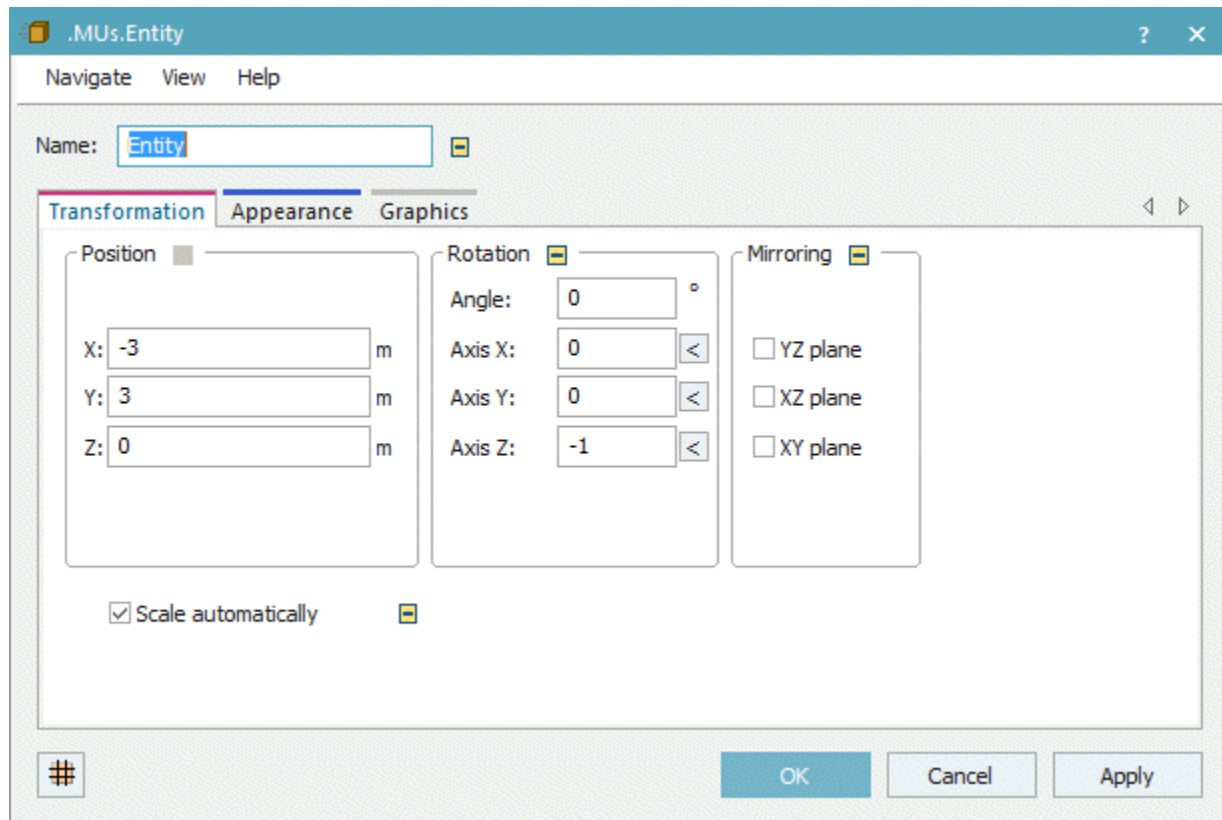 .MUs.Entity ? ×
Navigate View Help
Name: Entity
Transformation Appearance Graphics
Position Rotation Mirroring
Angle: 0 °
X: -3 m Axis X: 0 < YZ plane
Y: 3 m Axis Y: 0 < XZ plane
Z: 0 m Axis Z: -1 < XY plane
Scale automatically
OK Cancel Apply